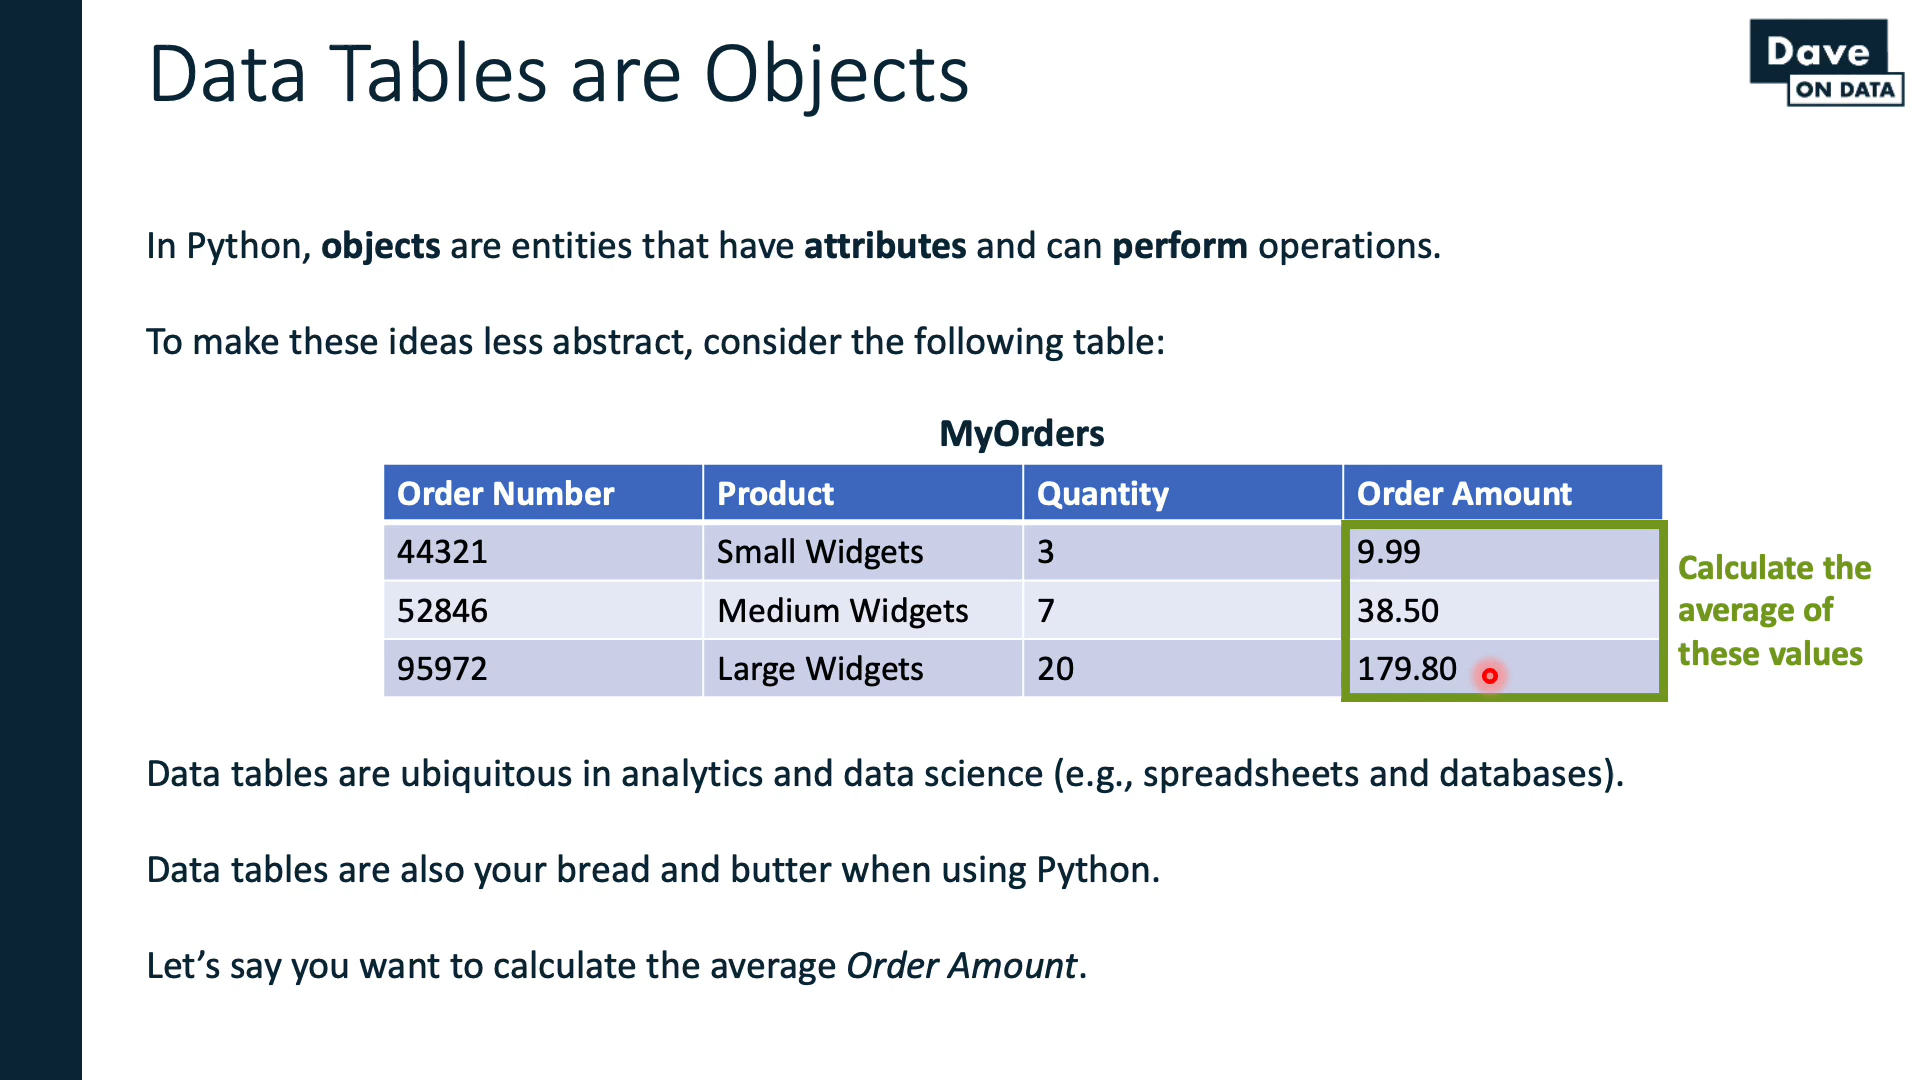 Data Tables are Objects
Dave
ON DATA
In Python, objects are entities that have attributes and can perform operations.
To make these ideas less abstract, consider the following table:
MyOrders
Order Number Product Quantity Order Amount
44321 Small Widgets 3 9.99
52846 Medium Widgets 7 38.50
95972 Large Widgets 20 179.80
Calculate the
average of
these values
Data tables are ubiquitous in analytics and data science (e.g., spreadsheets and databases).
Data tables are also your bread and butter when using Python.
Let’s say you want to calculate the average Order Amount.